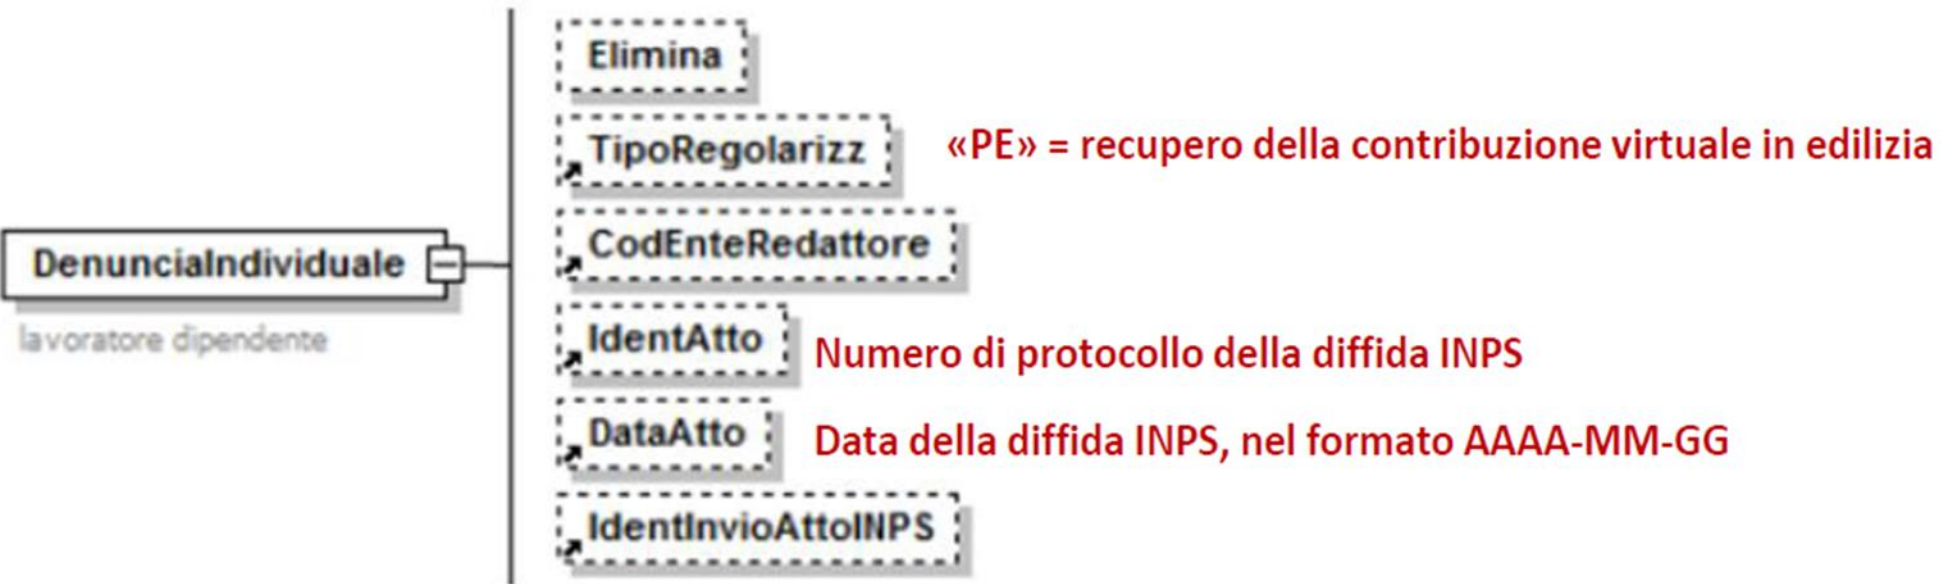 Elimina
TipoRegolarizz
«PE» = recupero della contribuzione virtuale in edilizia
CodEnteRedattore
DenunciaIndividuale
lavoratore dipendente
IdentAtto
Numero di protocollo della diffida INPS
DataAtto
Data della diffida INPS, nel formato AAAA-MM-GG
IdentInvioAttoINPS